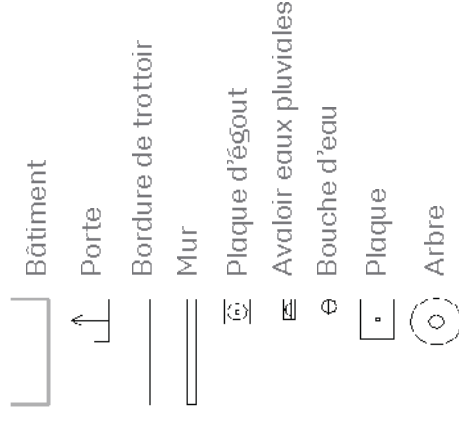 Bâtiment
Porte
Bordure de trottoir
Mur
Plaque d'égout
Avaloir eaux pluviales
Bouche d'eau
Plaque
Arbre